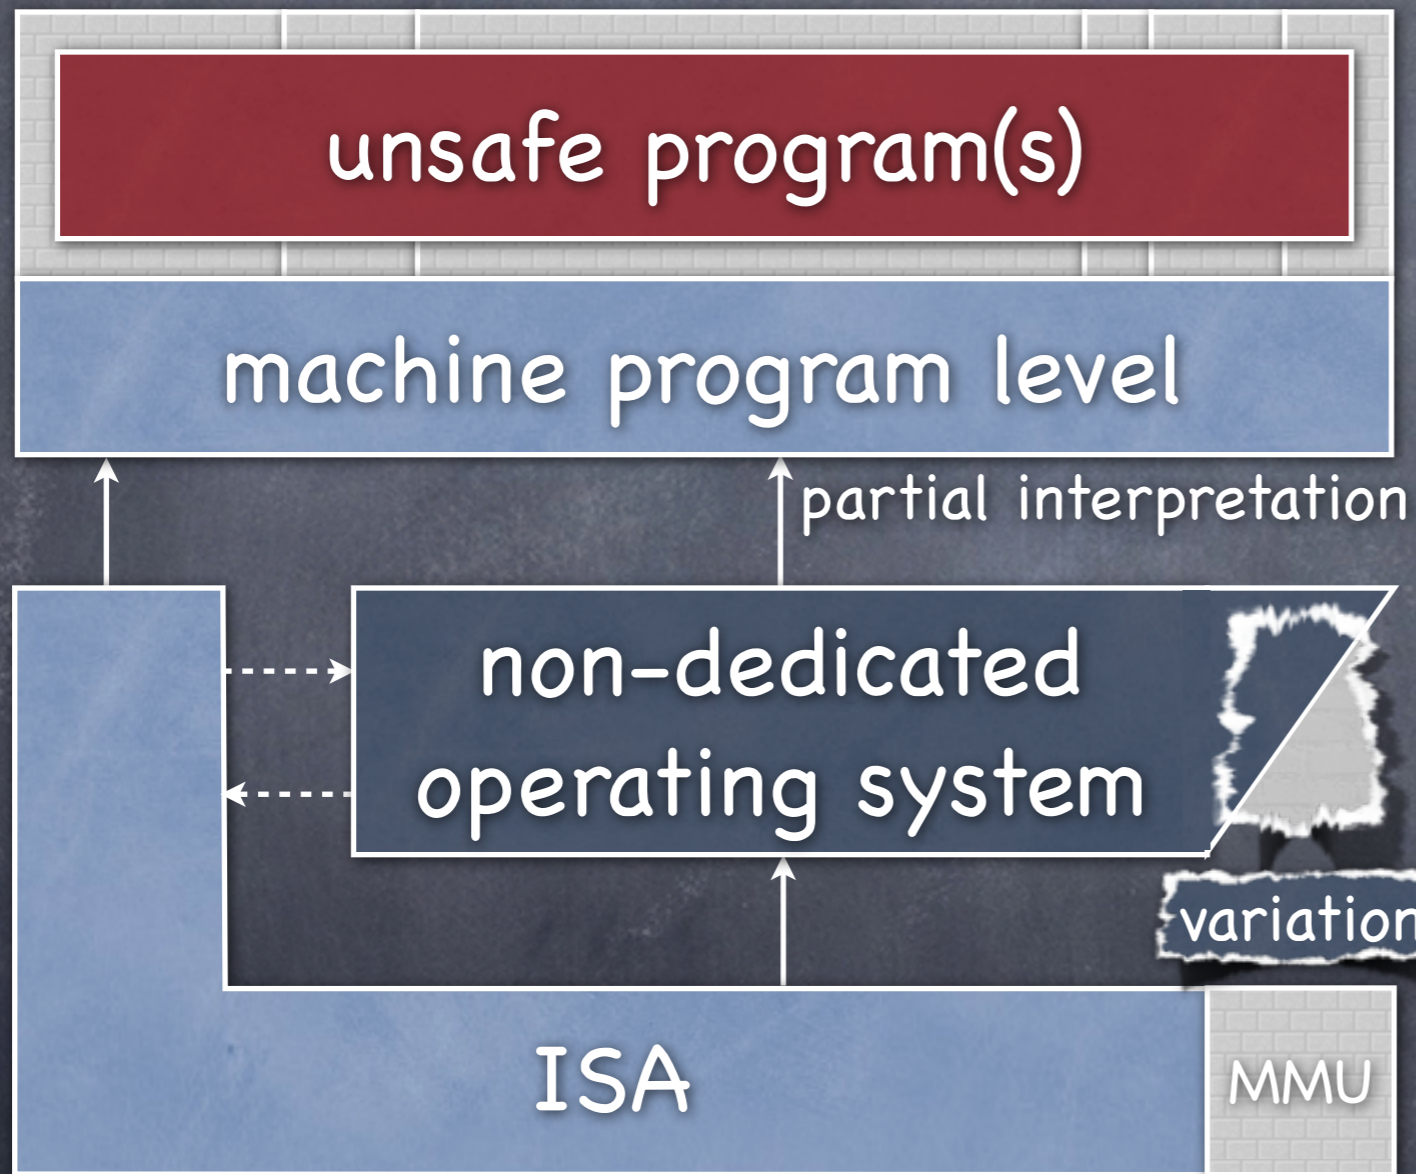 unsafe program(s)
machine program level
partial interpretation
non-dedicated
operating system
variation
ISA
MMU